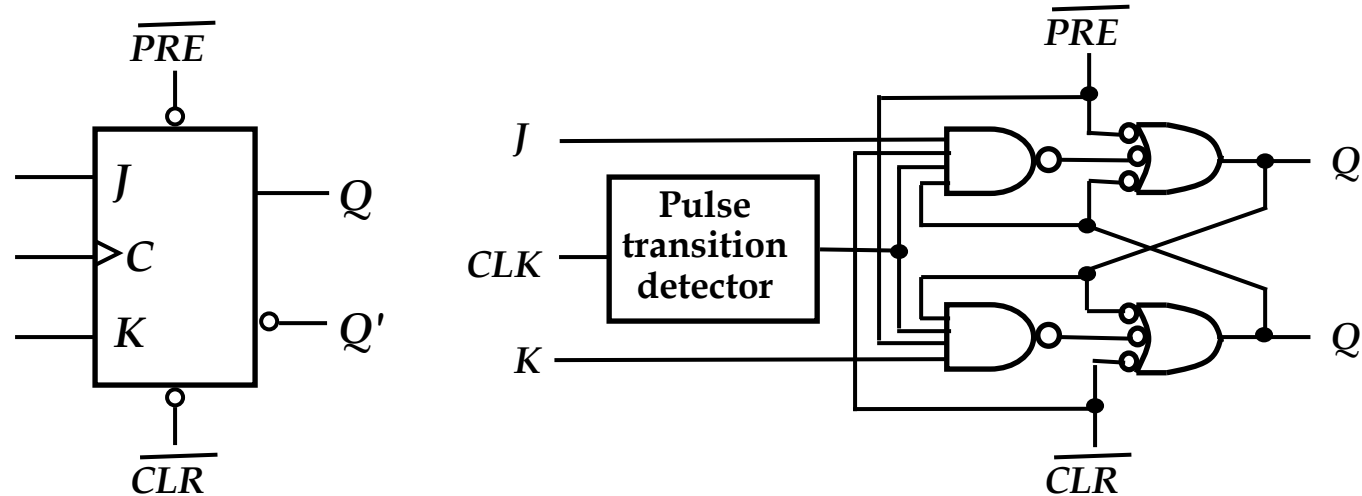 PRE
J
C
K
Q
Q'
CLR
PRE
J
Pulse
transition
detector
CLK
K
Q
Q
CLR